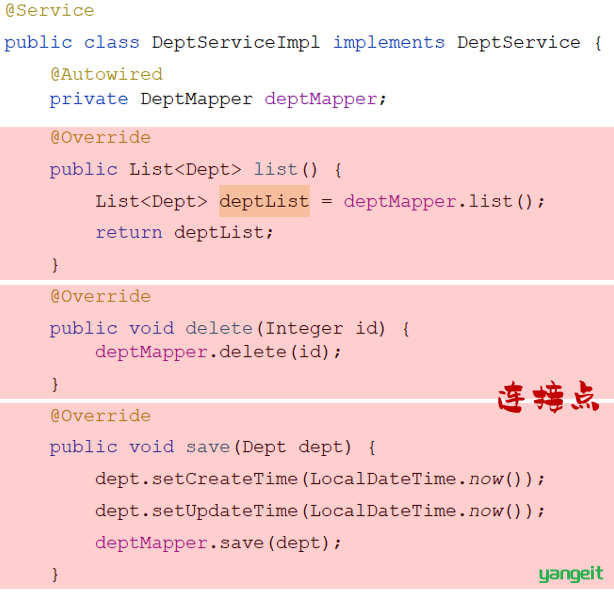 @Service
public class DeptServiceImpl implements DeptService {
@Autowired
private DeptMapper deptMapper;
@Override
public List<Dept> list() {
List<Dept> deptList = deptMapper.list();
return deptList;
}
@Override
public void delete(Integer id) {
deptMapper.delete(id);
}
连接点
@Override
public void save(Dept dept) {
dept.setCreateTime(LocalDateTime.now());
dept.setUpdateTime(LocalDateTime.now());
deptMapper.save(dept);
}
yangeit